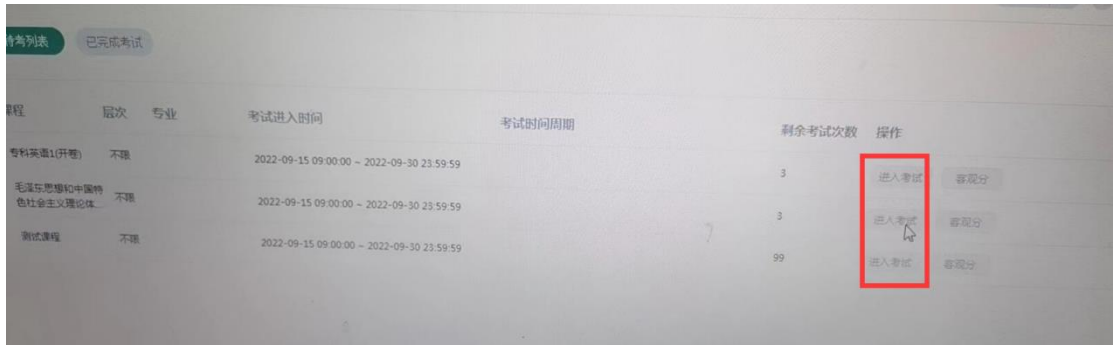 待考列表 已完成考试
课程 层次 专业 考试进入时间 考试时间周期 剩余考试次数 操作
专科英语1(开卷) 不限 2022-09-15 09:00:00 ~ 2022-09-30 23:59:59 3 进入考试 客观分
毛泽东思想和中国特
色社会主义理论体... 不限 2022-09-15 09:00:00 ~ 2022-09-30 23:59:59 3 进入考试 客观分
测试课程 不限 2022-09-15 09:00:00 ~ 2022-09-30 23:59:59 99 进入考试 客观分